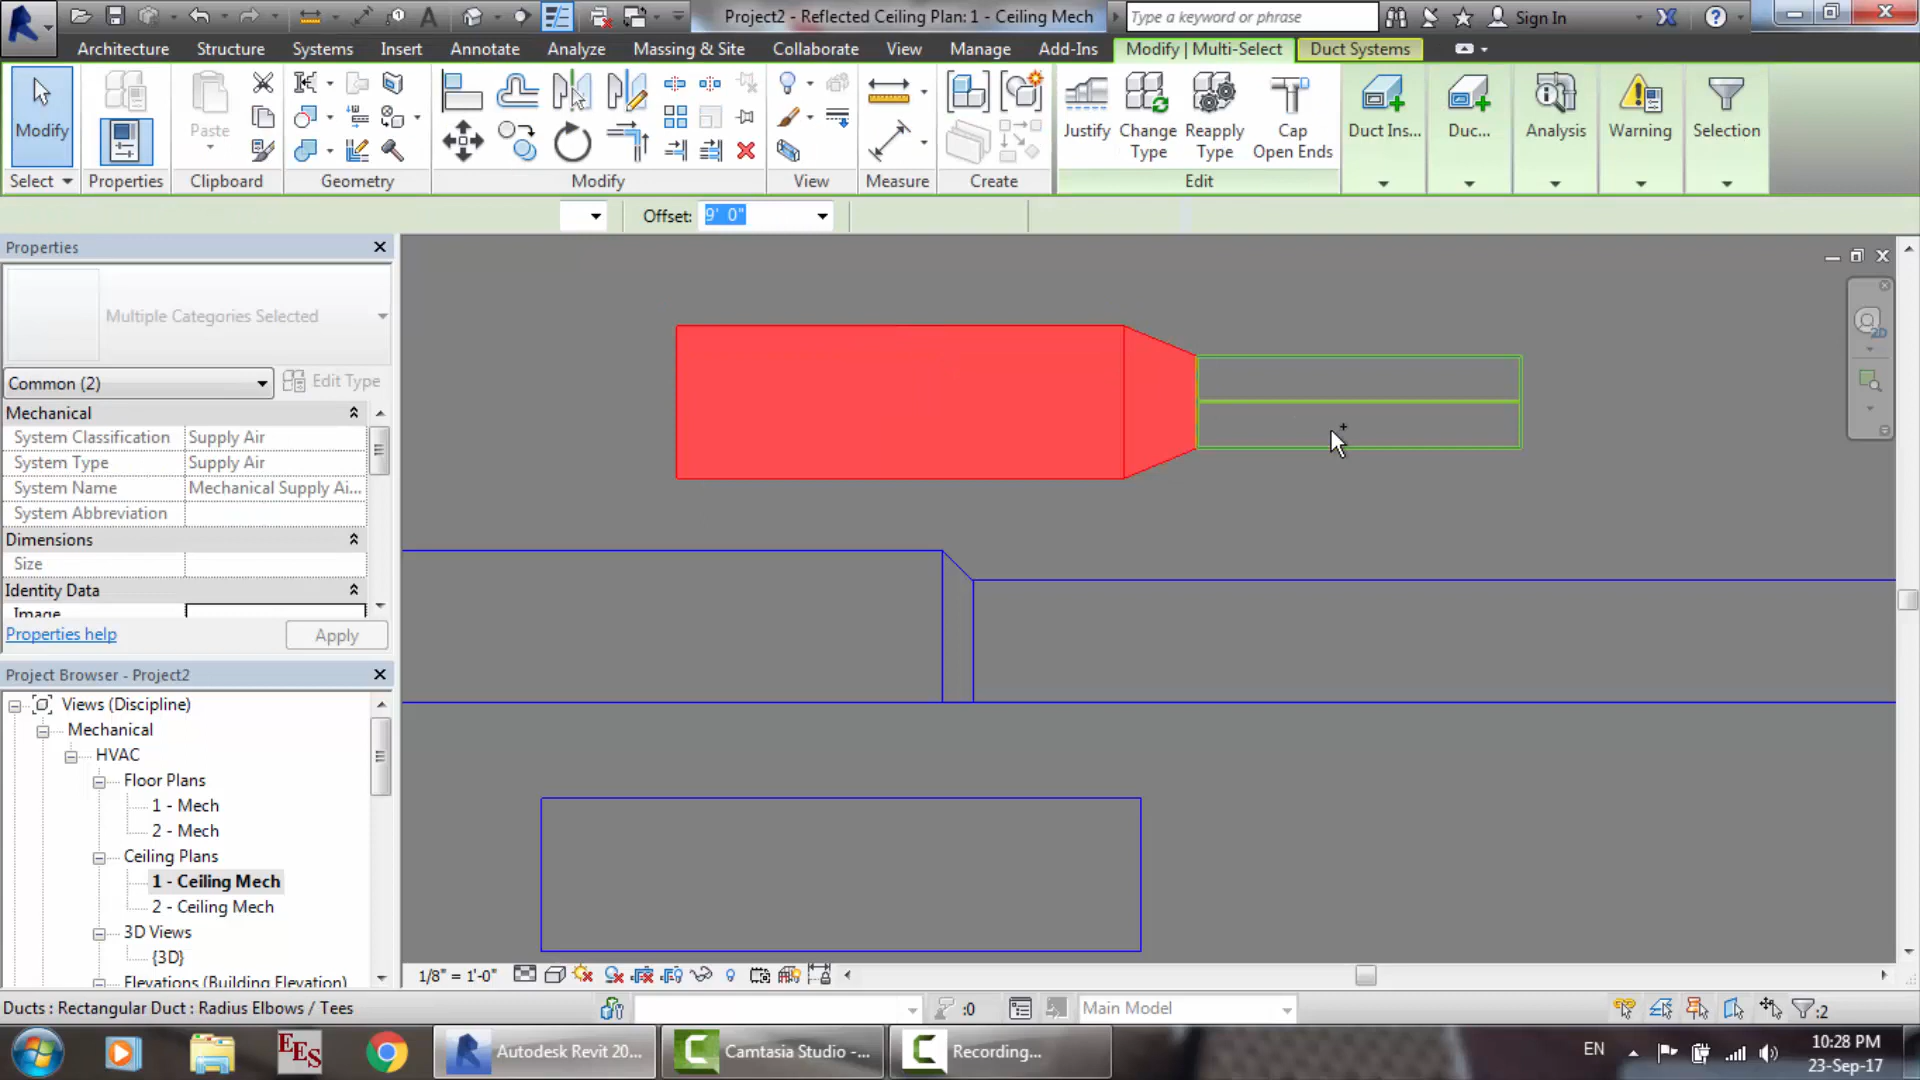 Project2 - Reflected Ceiling Plan: 1 - Ceiling Mech
Type a keyword or phrase
Sign In
Architecture Structure Systems Insert Annotate Analyze Massing & Site Collaborate View Manage Add-Ins Modify | Multi-Select Duct Systems
Modify
Paste
Justify
Change Type
Reapply Type
Cap Open Ends
Duct Ins...
Duc...
Analysis
Warning
Selection
Select Properties Clipboard Geometry Modify View Measure Create Edit
Offset: 9' 0"
Properties
Multiple Categories Selected
Common (2) Edit Type
Mechanical
System Classification Supply Air
System Type Supply Air
System Name Mechanical Supply Ai...
System Abbreviation
Dimensions
Size
Identity Data
Image
Properties help Apply
Project Browser - Project2
Views (Discipline)
Mechanical
HVAC
Floor Plans
1 - Mech
2 - Mech
Ceiling Plans
1 - Ceiling Mech
2 - Ceiling Mech
3D Views
{3D}
Elevations (Building Elevation)
2D
1/8" = 1'-0"
Ducts : Rectangular Duct : Radius Elbows / Tees
:0
Main Model
:2
EES
Autodesk Revit 20...
Camtasia Studio -...
Recording...
EN
10:28 PM
23-Sep-17